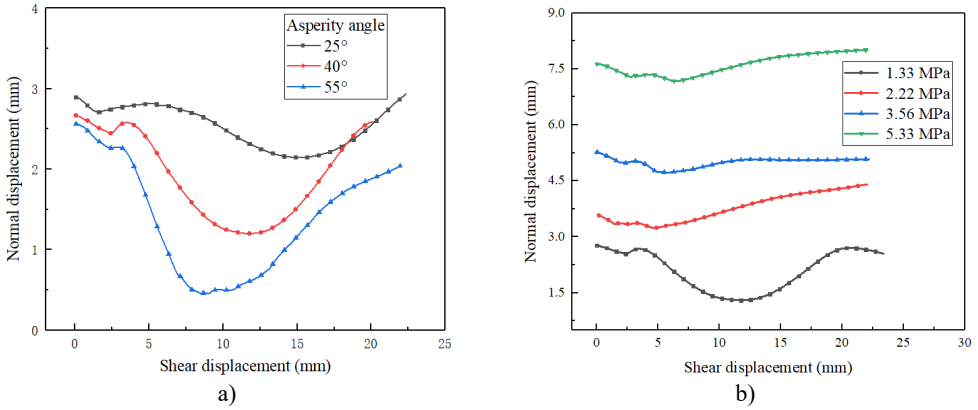 Asperity angle
25°
40°
55°
Normal displacement (mm)
4
3
2
1
0
0 5 10 15 20 25
Shear displacement (mm)
a)
1.33 MPa
2.22 MPa
3.56 MPa
5.33 MPa
Normal displacement (mm)
9.0
7.5
6.0
4.5
3.0
1.5
0 5 10 15 20 25 30
Shear displacement (mm)
b)